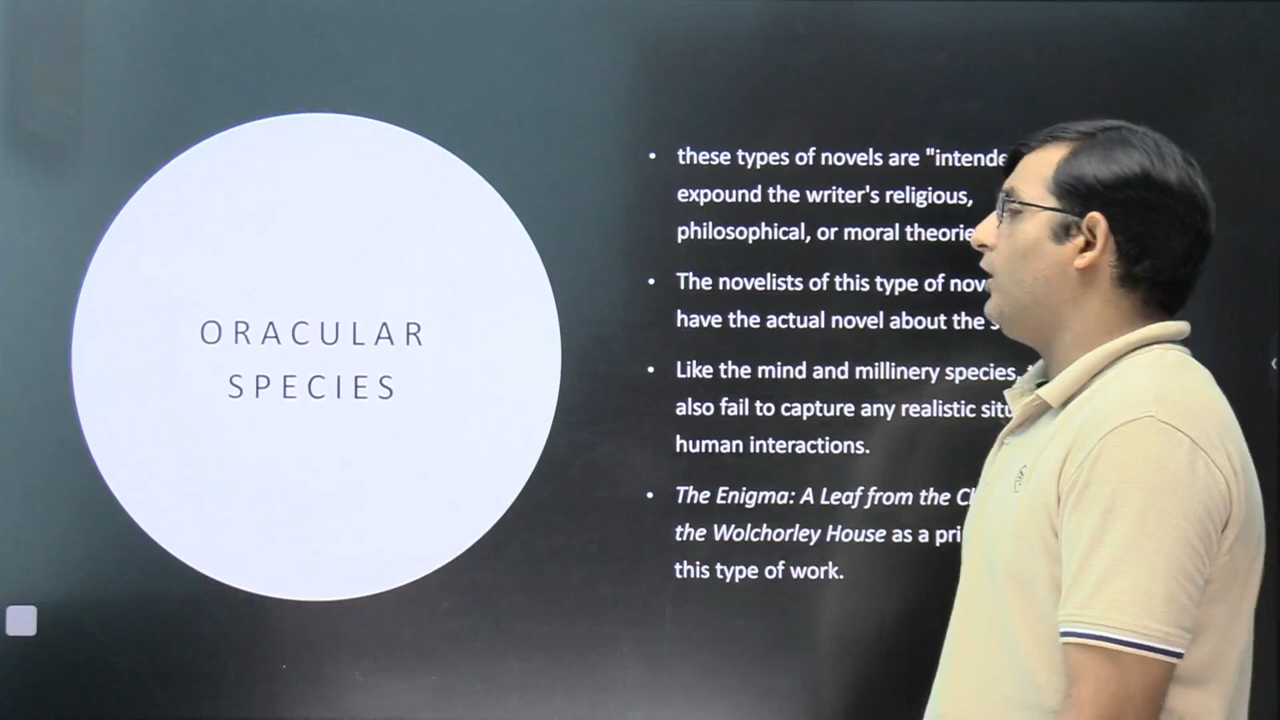 ORACULAR
SPECIES
• these types of novels are "intende
expound the writer's religious,
philosophical, or moral theorie
• The novelists of this type of nov
have the actual novel about the s
• Like the mind and millinery species,
also fail to capture any realistic situ
human interactions.
• The Enigma: A Leaf from the C
the Wolchorley House as a pri
this type of work.